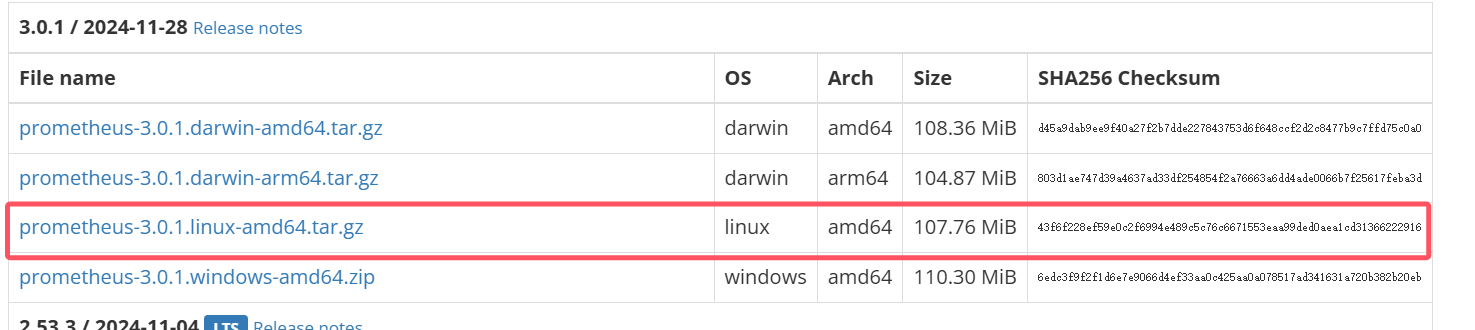 3.0.1 / 2024-11-28 Release notes
File name OS Arch Size SHA256 Checksum
prometheus-3.0.1.darwin-amd64.tar.gz darwin amd64 108.36 MiB d45a9dab9ee9f40a27f2b7dde227843753d6f648ccf2d2c8477b9c7ffd75c0a0
prometheus-3.0.1.darwin-arm64.tar.gz darwin arm64 104.87 MiB 803d1ae747d39a4637ad33df254854f2a76663a6dd4ade0066b7f25617feba3d
prometheus-3.0.1.linux-amd64.tar.gz linux amd64 107.76 MiB 43f6f228ef59e0c2f6994e489c5c76c6671553eaa99ded0aea1cd31366222916
prometheus-3.0.1.windows-amd64.zip windows amd64 110.30 MiB 6edc3f9f2f1d6e7e9066d4ef33aa0c425aa0a078517ad341631a720b382b20eb
2.53.3 / 2024-11-04 LTS Release notes